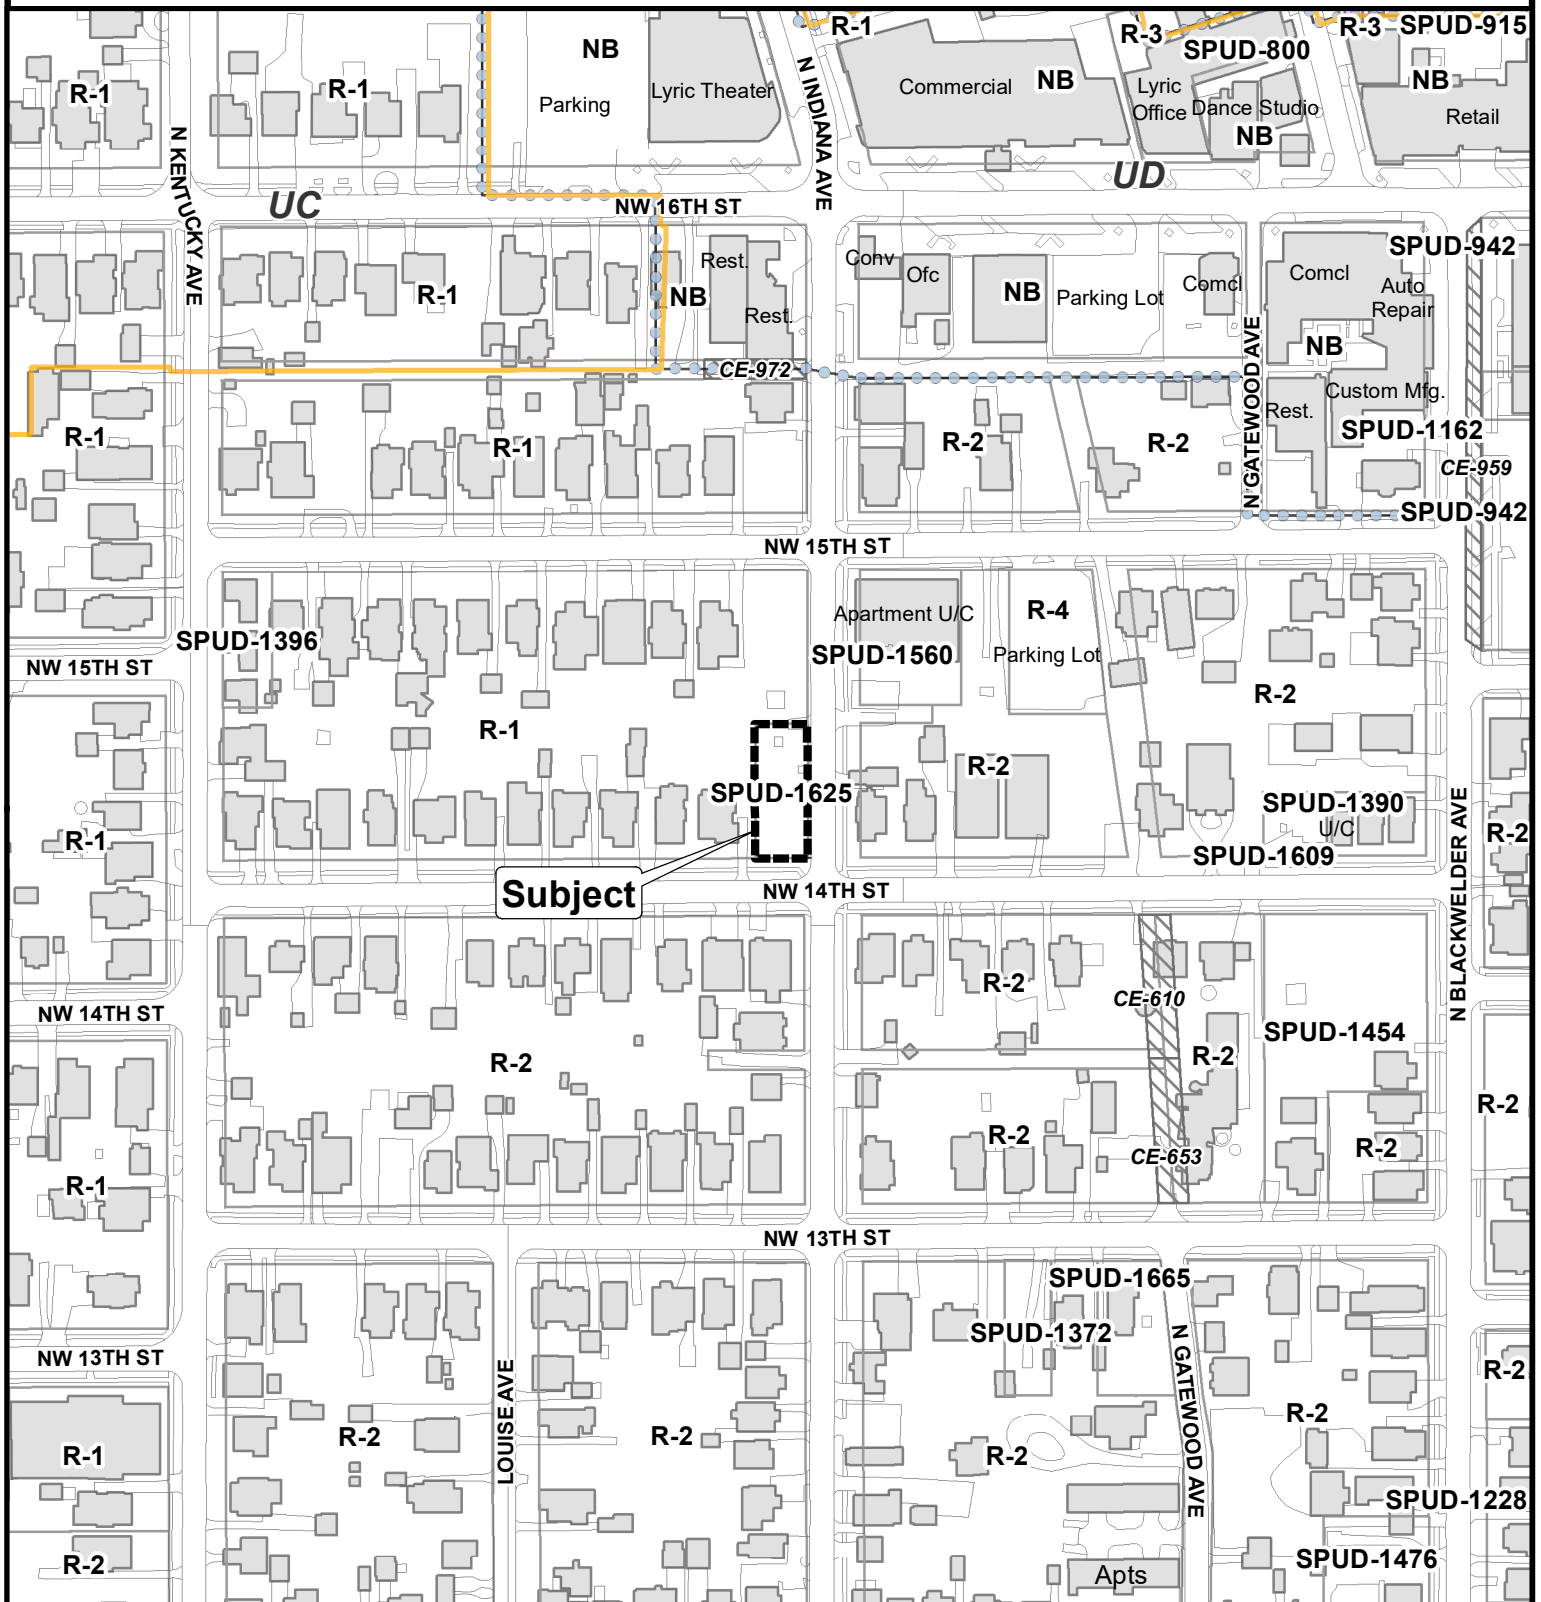 R-1
R-3
R-3
SPUD-915
NB
SPUD-800
R-1
R-1
Parking
Lyric Theater
N INDIANA AVE
Commercial
NB
Lyric
Office
Dance Studio
NB
NB
Retail
N KENTUCKY AVE
UC
UD
NW 16TH ST
R-1
Rest.
NB
Rest.
Conv
Ofc
NB
Parking Lot
Comcl
Comcl
SPUD-942
Auto
Repair
NB
CE-972
N GATEWOOD AVE
Custom Mfg.
Rest.
R-1
R-1
R-2
R-2
SPUD-1162
CE-959
SPUD-942
NW 15TH ST
SPUD-1396
NW 15TH ST
Apartment U/C
R-4
SPUD-1560
Parking Lot
R-2
R-1
R-2
SPUD-1625
SPUD-1390
U/C
SPUD-1609
R-1
N BLACKWELDER AVE
R-2
Subject
NW 14TH ST
NW 14TH ST
R-2
CE-610
R-2
SPUD-1454
R-2
R-2
R-2
CE-653
R-2
R-1
NW 13TH ST
SPUD-1665
SPUD-1372
NW 13TH ST
N GATEWOOD AVE
R-2
LOUISE AVE
R-1
R-2
R-2
R-2
R-2
SPUD-1228
R-2
Apts
SPUD-1476